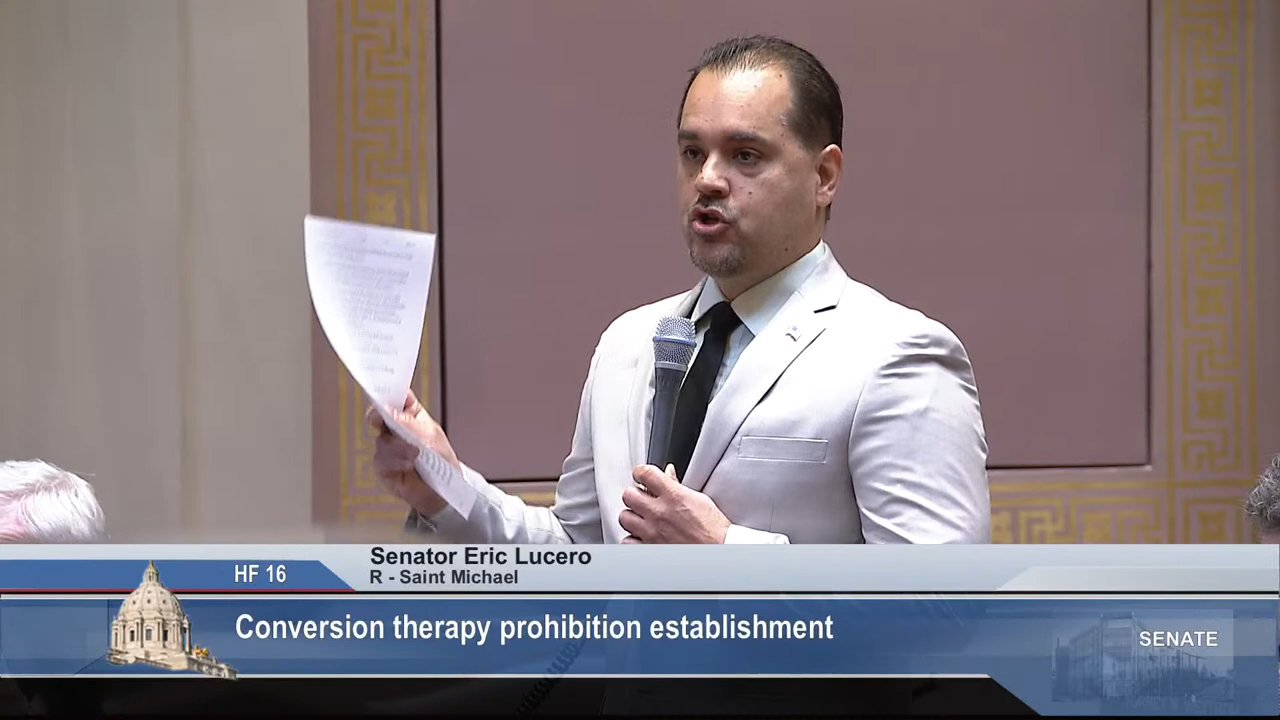 HF 16
Senator Eric Lucero
R - Saint Michael
Conversion therapy prohibition establishment
SENATE